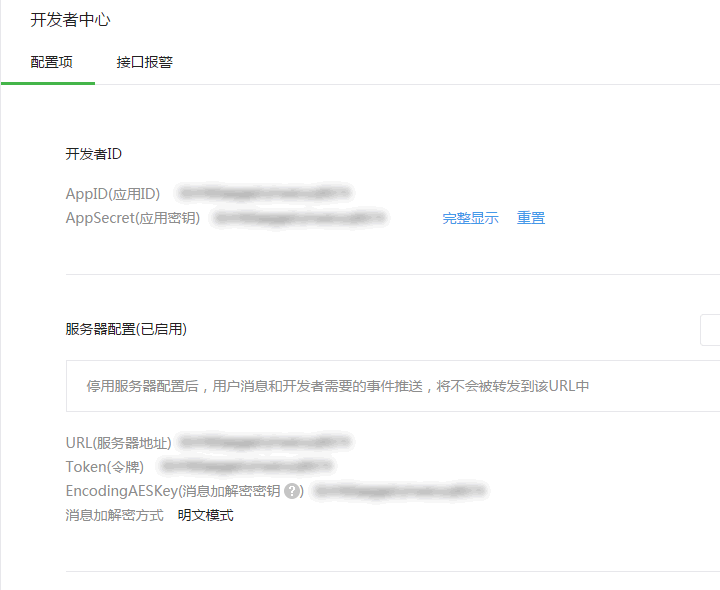 开发者中心
配置项 接口报警
开发者ID
AppID(应用ID)
AppSecret(应用密钥) 完整显示 重置
服务器配置(已启用)
停用服务器配置后，用户消息和开发者需要的事件推送，将不会被转发到该URL中
URL(服务器地址)
Token(令牌)
EncodingAESKey(消息加解密密钥 ?)
消息加解密方式 明文模式